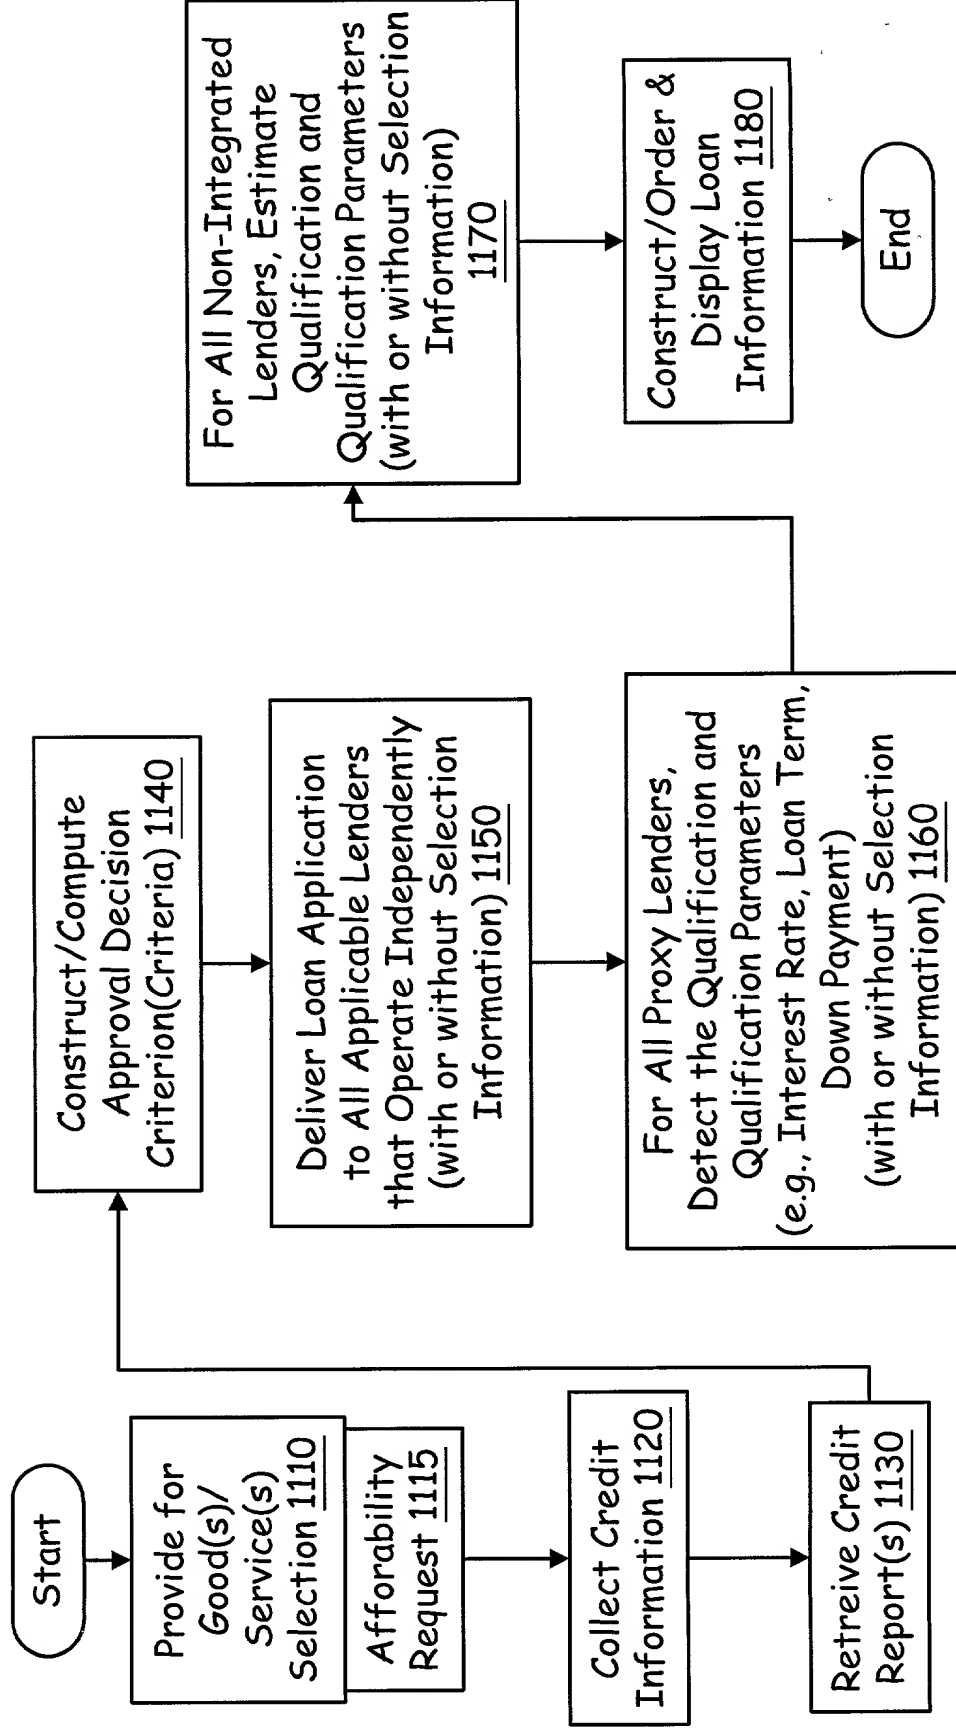 Start
Provide for
Good(s)/
Service(s)
Selection 1110
Afforability
Request 1115
Collect Credit
Information 1120
Retreive Credit
Report(s) 1130
Construct/Compute
Approval Decision
Criterion(Criteria) 1140
Deliver Loan Application
to All Applicable Lenders
that Operate Independently
(with or without Selection
Information) 1150
For All Proxy Lenders,
Detect the Qualification and
Qualification Parameters
(e.g., Interest Rate, Loan Term,
Down Payment)
(with or without Selection
Information) 1160
For All Non-Integrated
Lenders, Estimate
Qualification and
Qualification Parameters
(with or without Selection
Information)
1170
Construct/Order &
Display Loan
Information 1180
End